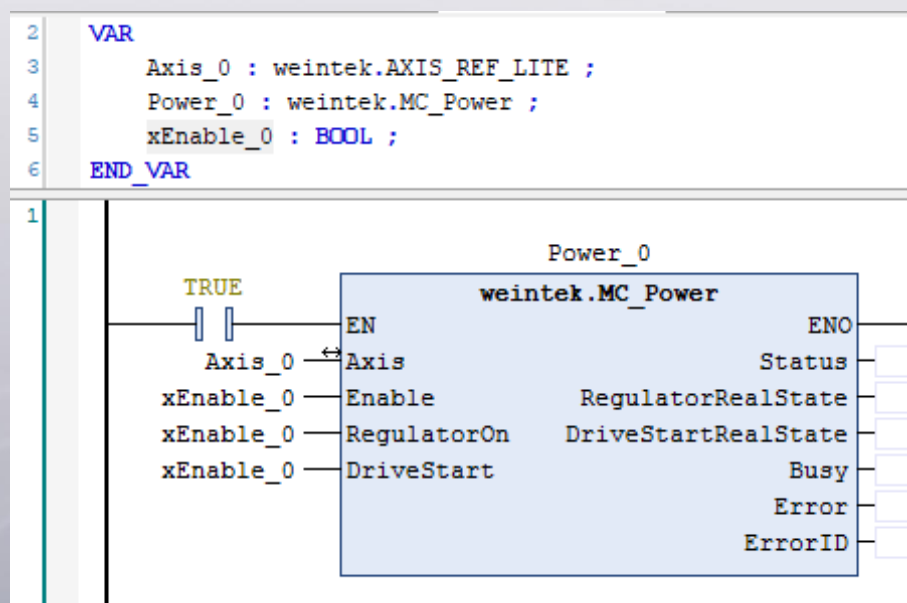 2 VAR
3 Axis_0 : weintek.AXIS_REF_LITE ;
4 Power_0 : weintek.MC_Power ;
5 xEnable_0 : BOOL ;
6 END_VAR
1
Power_0
TRUE weintek.MC_Power
EN ENO
Axis_0 Axis Status
xEnable_0 Enable RegulatorRealState
xEnable_0 RegulatorOn DriveStartRealState
xEnable_0 DriveStart Busy
Error
ErrorID